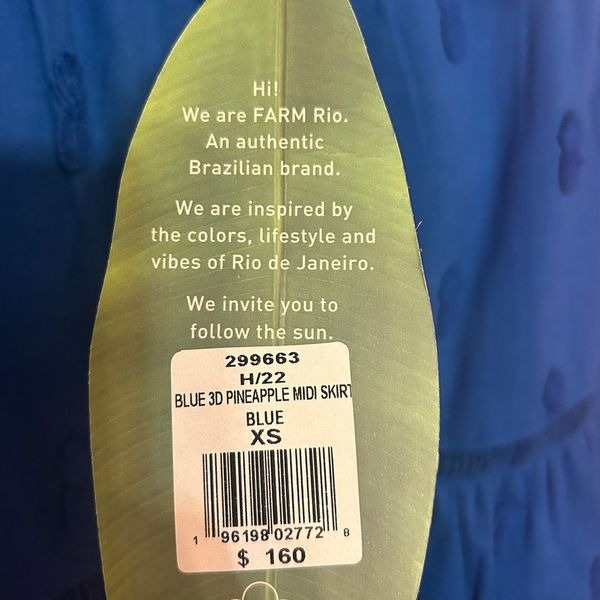 Hi!
We are FARM Rio.
An authentic
Brazilian brand.
We are inspired by
the colors, lifestyle and
vibes of Rio de Janeiro.
We invite you to
follow the sun.
299663
H/22
BLUE 3D PINEAPPLE MIDI SKIRT
BLUE
XS
1 96198 02772 8
$ 160